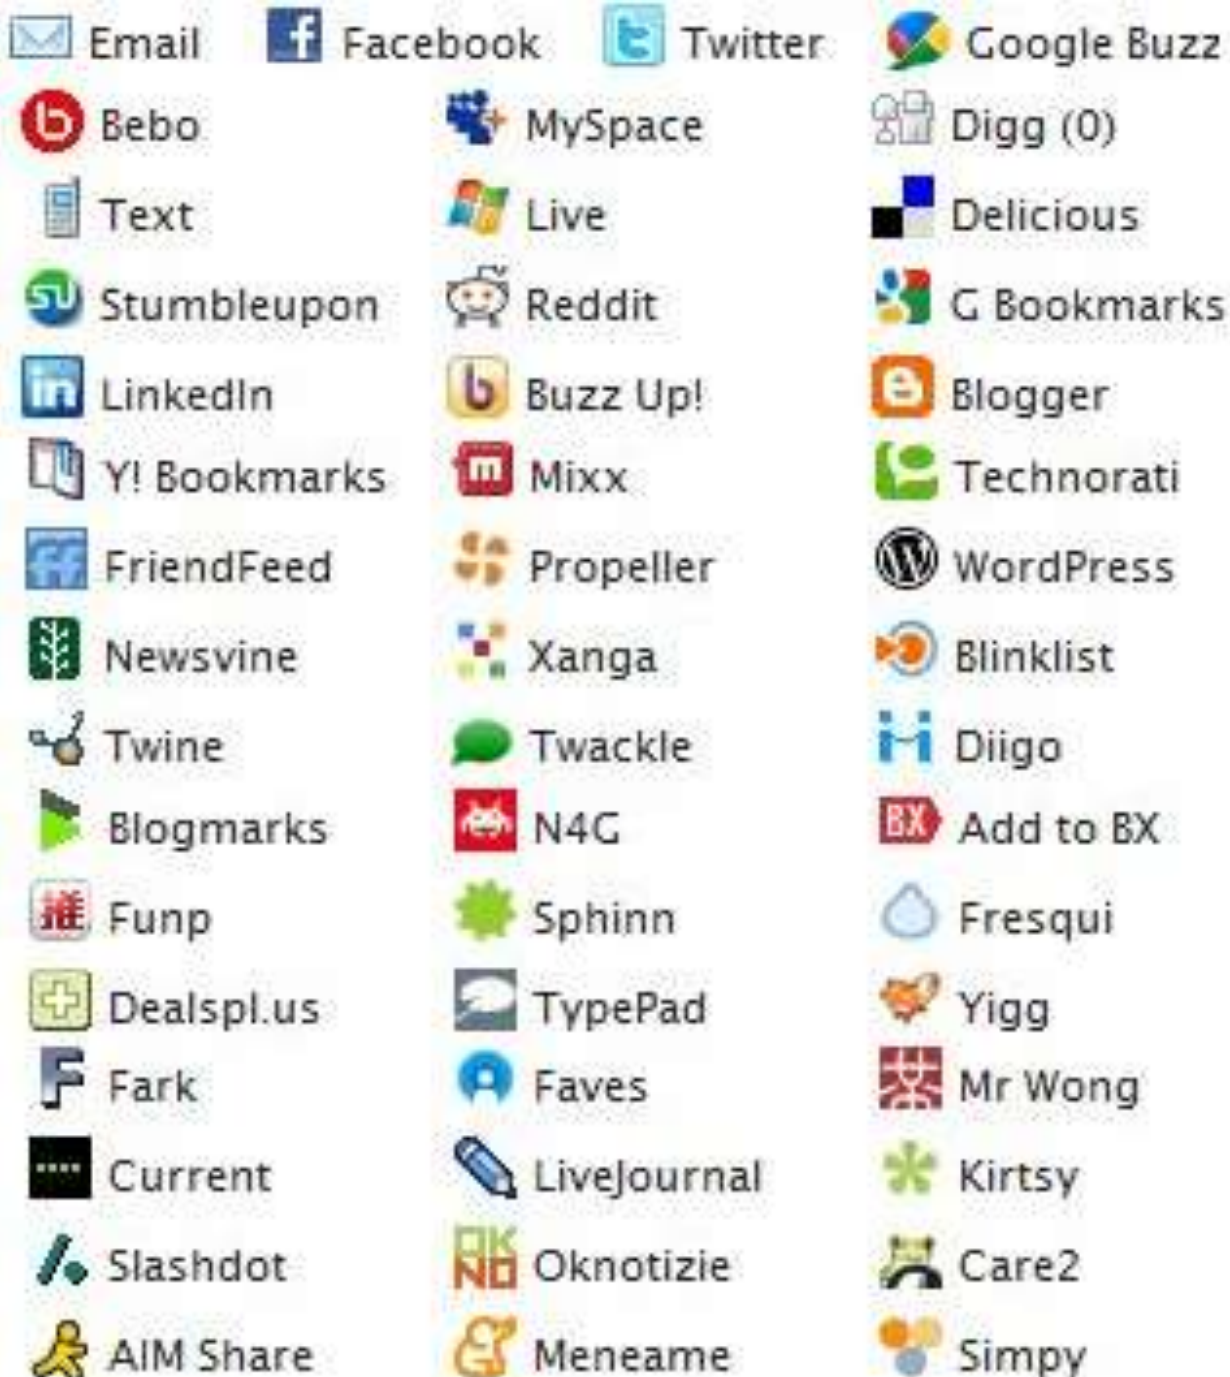 Email Facebook Twitter Google Buzz
Bebo MySpace Digg (0)
Text Live Delicious
Stumbleupon Reddit G Bookmarks
LinkedIn Buzz Up! Blogger
Y! Bookmarks Mixx Technorati
FriendFeed Propeller WordPress
Newsvine Xanga Blinklist
Twine Twackle Diigo
Blogmarks N4G BX Add to BX
推 Funp Sphinn Fresqui
Dealspl.us TypePad Yigg
Fark Faves Mr Wong
Current LiveJournal Kirtsy
Slashdot OKNO Oknotizie Care2
AIM Share Meneame Simpy